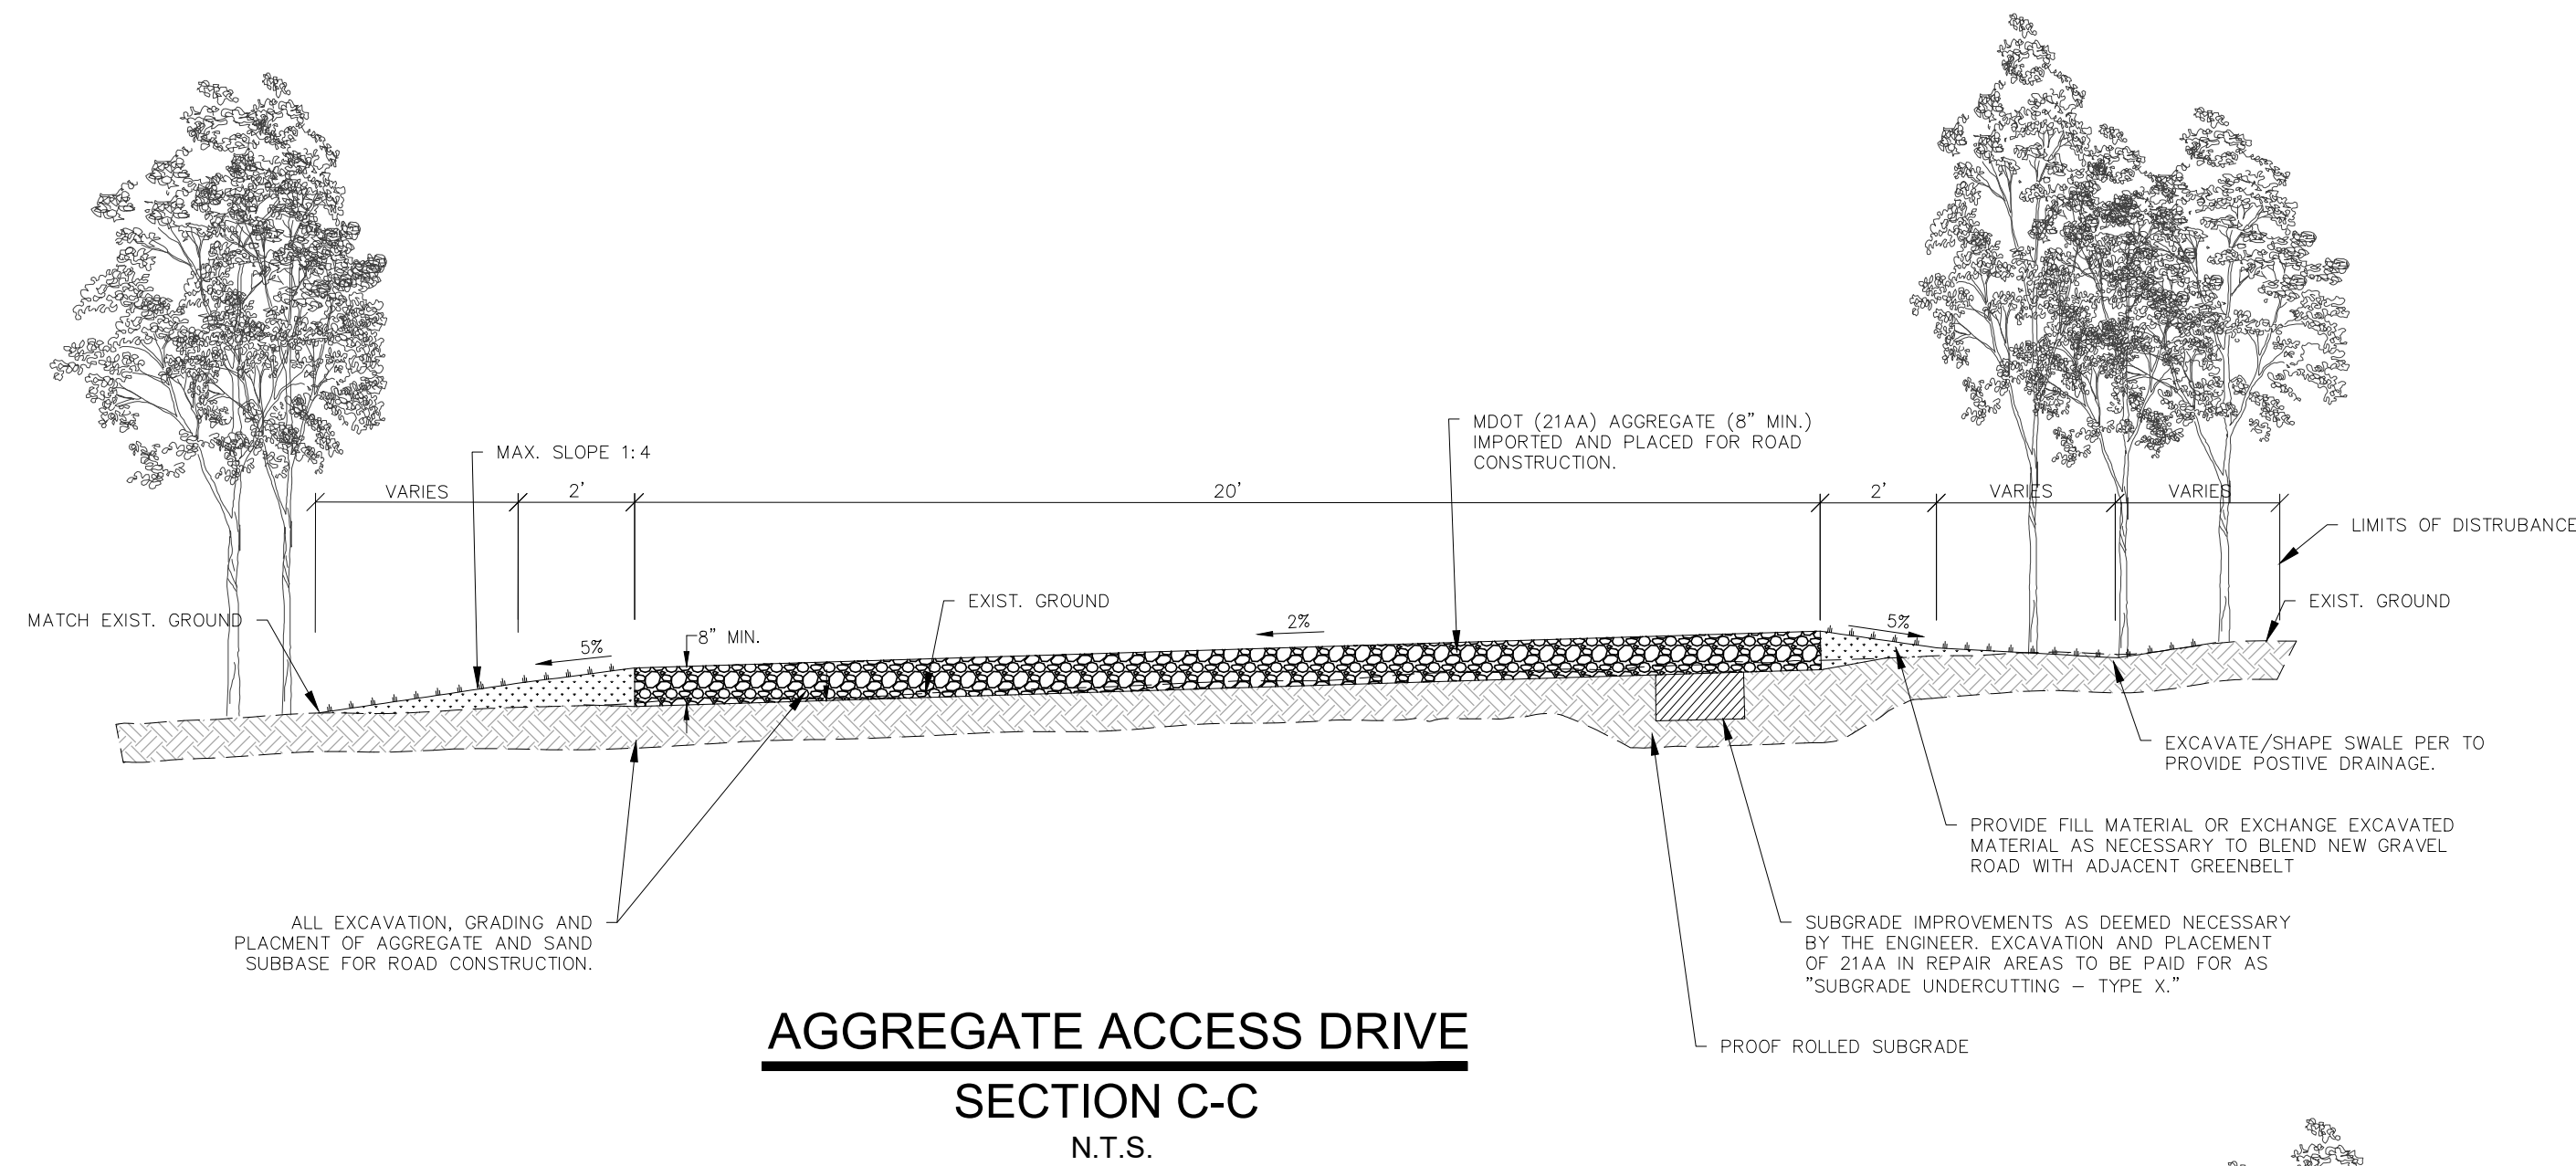 MDOT (21AA) AGGREGATE (8" MIN.)
IMPORTED AND PLACED FOR ROAD
CONSTRUCTION.
MAX. SLOPE 1:4
VARIES
2'
20'
2'
VARIES
VARIES
LIMITS OF DISTRUBANCE
MATCH EXIST. GROUND
5%
8" MIN.
EXIST. GROUND
2%
5%
EXIST. GROUND
EXCAVATE/SHAPE SWALE PER TO
PROVIDE POSTIVE DRAINAGE.
PROVIDE FILL MATERIAL OR EXCHANGE EXCAVATED
MATERIAL AS NECESSARY TO BLEND NEW GRAVEL
ROAD WITH ADJACENT GREENBELT
ALL EXCAVATION, GRADING AND
PLACMENT OF AGGREGATE AND SAND
SUBBASE FOR ROAD CONSTRUCTION.
SUBGRADE IMPROVEMENTS AS DEEMED NECESSARY
BY THE ENGINEER. EXCAVATION AND PLACEMENT
OF 21AA IN REPAIR AREAS TO BE PAID FOR AS
"SUBGRADE UNDERCUTTING – TYPE X."
PROOF ROLLED SUBGRADE
AGGREGATE ACCESS DRIVE
SECTION C-C
N.T.S.